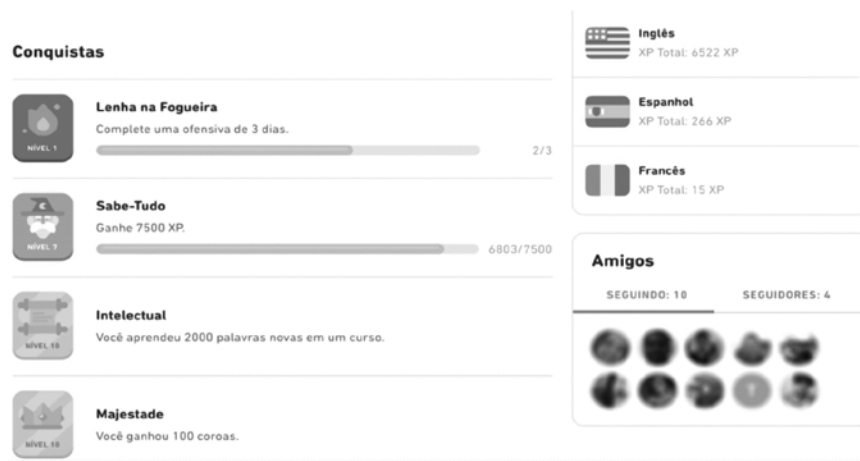 Conquistas
Lenha na Fogueira
Complete uma ofensiva de 3 dias.
NÍVEL 1
2/3
Sabe-Tudo
Ganhe 7500 XP.
NÍVEL 7
6803/7500
Intelectual
Você aprendeu 2000 palavras novas em um curso.
NÍVEL 10
Majestade
Você ganhou 100 coroas.
NÍVEL 10
Inglês
XP Total: 6522 XP
Espanhol
XP Total: 266 XP
Francês
XP Total: 15 XP
Amigos
SEGUINDO: 10 SEGUIDORES: 4